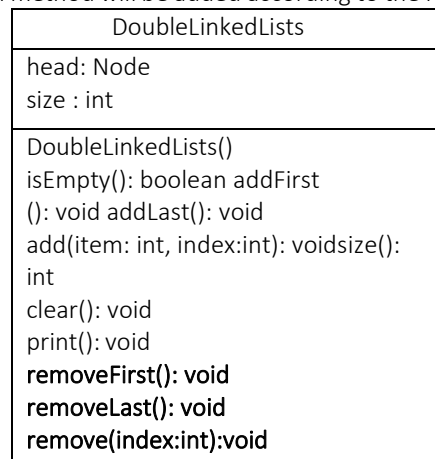 DoubleLinkedLists
head: Node
size : int
DoubleLinkedLists()
isEmpty(): boolean addFirst
(): void addLast(): void
add(item: int, index:int): voidsize():
int
clear(): void
print(): void
removeFirst(): void
removeLast(): void
remove(index:int):void